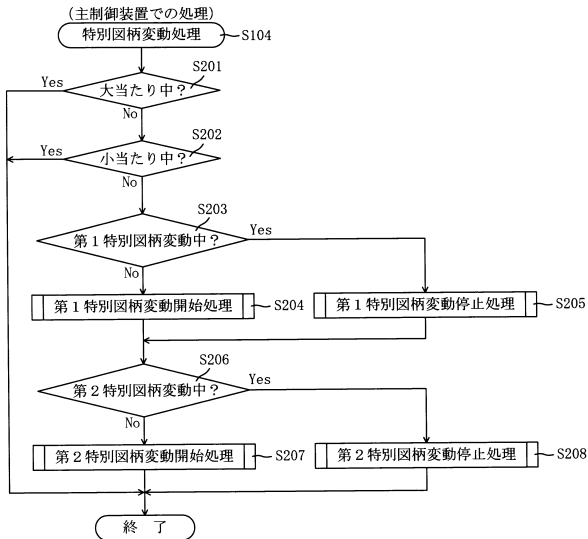 (主制御装置での処理)
特別図柄変動処理 S104
S201
Yes
大当たり中？
No
S202
Yes
小当たり中？
No
S203
第１特別図柄変動中？
Yes
No
第１特別図柄変動開始処理 S204
第１特別図柄変動停止処理 S205
S206
第２特別図柄変動中？
Yes
No
第２特別図柄変動開始処理 S207
第２特別図柄変動停止処理 S208
終 了